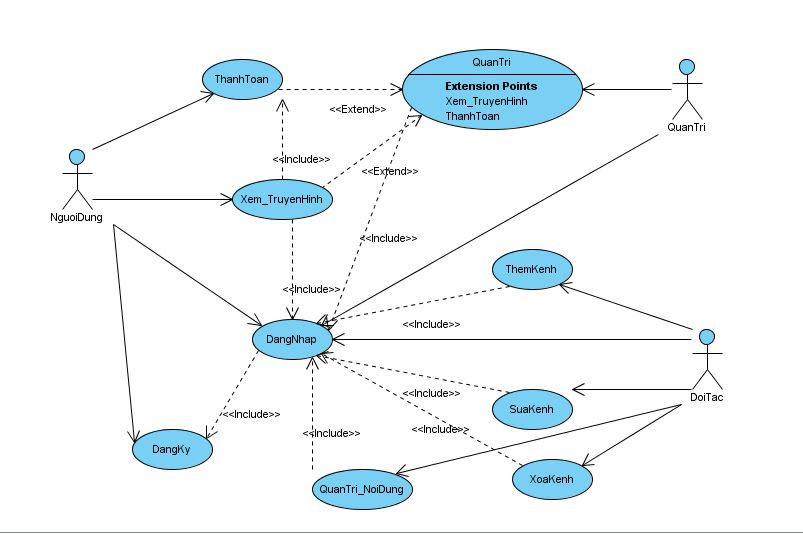 QuanTri
ThanhToan
Extension Points
Xem_TruyenHinh
<<Extend>>
ThanhToan
QuanTri
<<Include>>
<<Extend>>
Xem_TruyenHinh
NguoiDung
<<Include>>
ThemKenh
<<Include>>
<<Include>>
DangNhap
<<Include>>
DoiTac
SuaKenh
<<Include>>
<<Include>>
<<Include>>
DangKy
XoaKenh
QuanTri_NoiDung